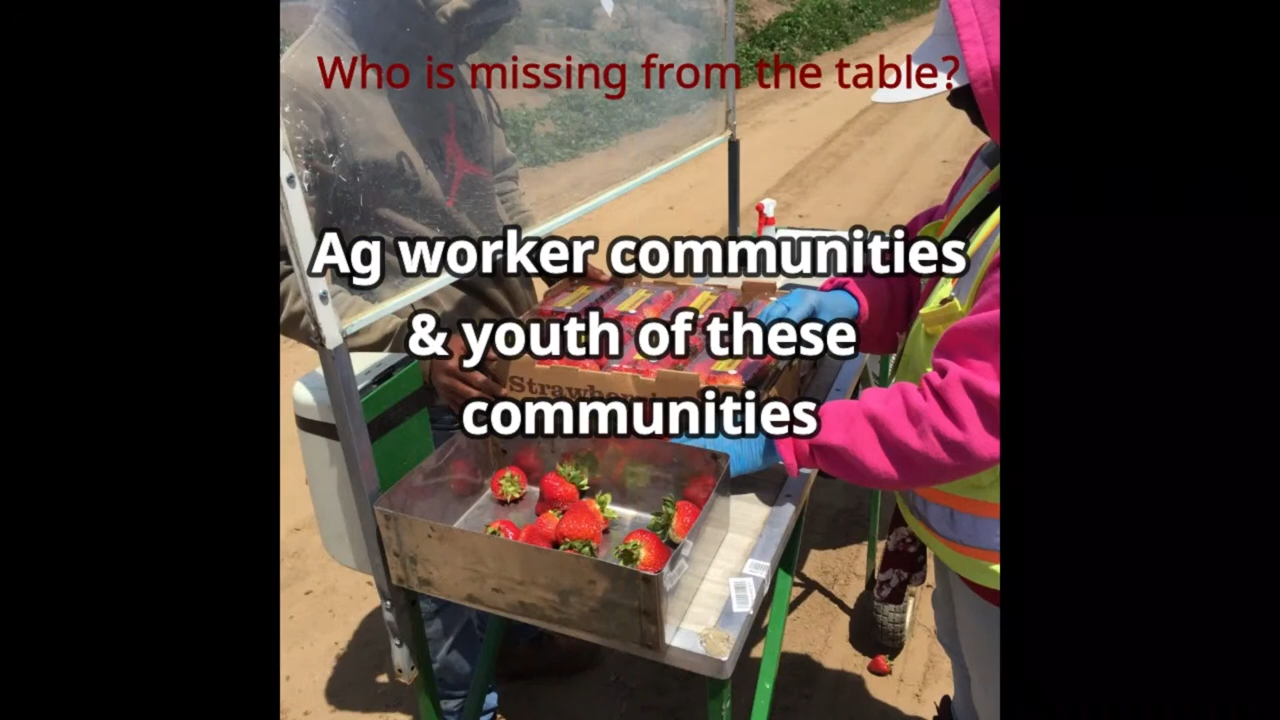 Who is missing from the table?
Ag worker communities
& youth of these
communities